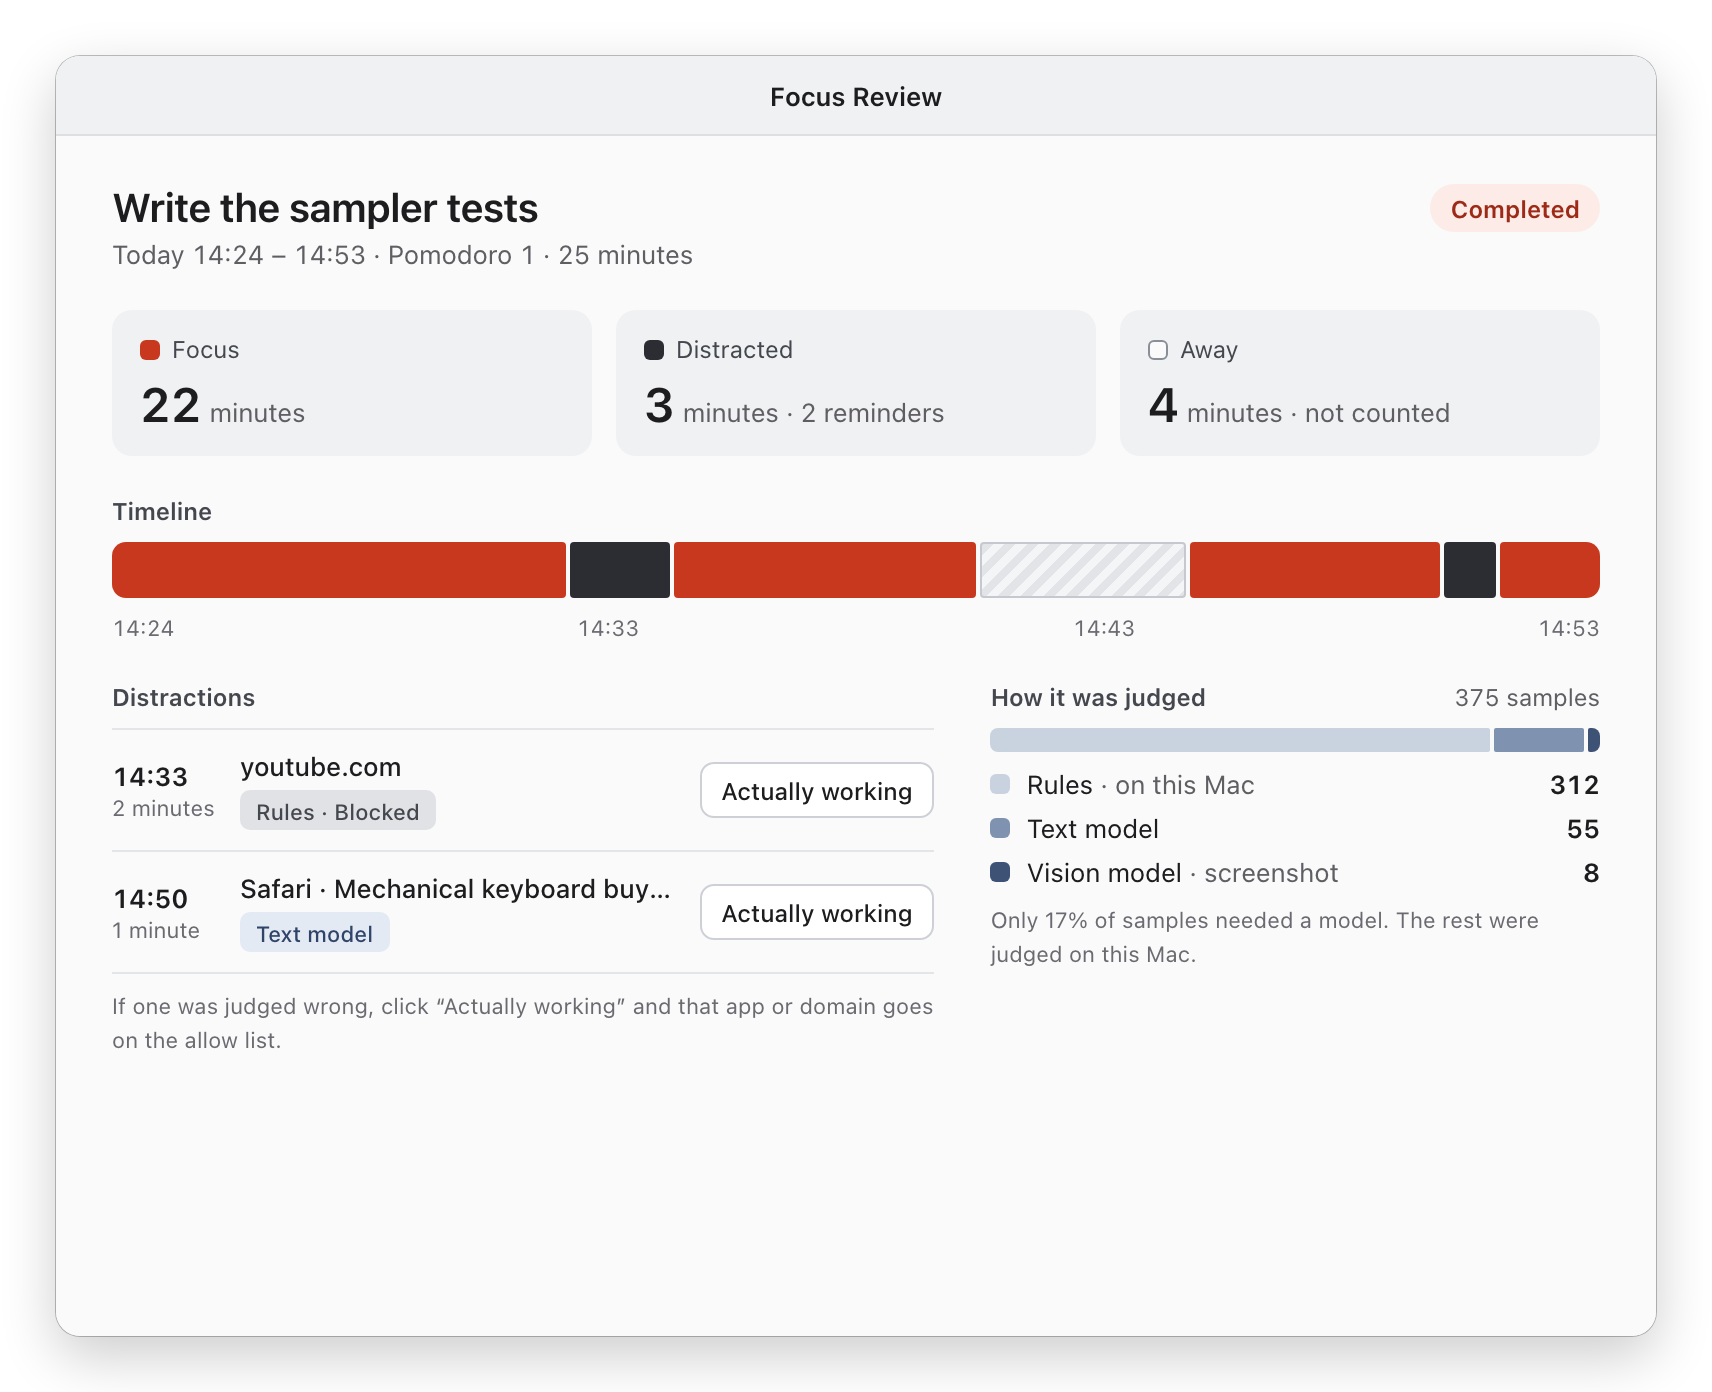 Focus Review
Write the sampler tests
Completed
Today 14:24 – 14:53 · Pomodoro 1 · 25 minutes
Focus
22 minutes
Distracted
3 minutes · 2 reminders
Away
4 minutes · not counted
Timeline
14:24 14:33 14:43 14:53
Distractions
14:33
2 minutes
youtube.com
Rules · Blocked
Actually working
14:50
1 minute
Safari · Mechanical keyboard buy...
Text model
Actually working
If one was judged wrong, click “Actually working” and that app or domain goes
on the allow list.
How it was judged 375 samples
Rules · on this Mac 312
Text model 55
Vision model · screenshot 8
Only 17% of samples needed a model. The rest were
judged on this Mac.